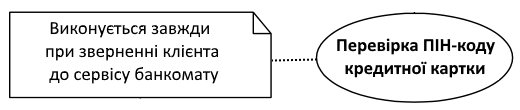 Виконується завжди
при зверненні клієнта
до сервісу банкомату
Перевірка ПІН-коду
кредитної картки